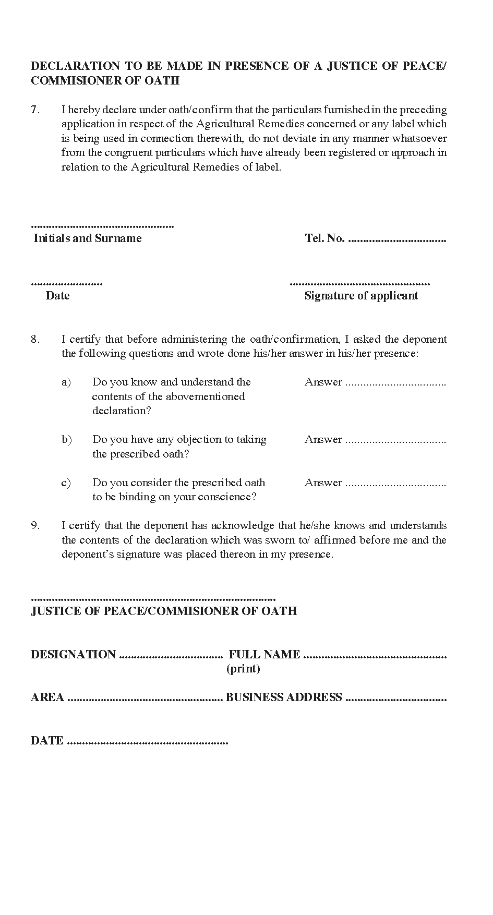 DECLARATION TO BE MADE IN PRESENCE OF A JUSTICE OF PEACE/
COMMISIONER OF OATH
7. I hereby declare under oath/confirm that the particulars furnished in the preceding
application in respect of the Agricultural Remedies concerned or any label which
is being used in connection therewith, do not deviate in any manner whatsoever
from the congruent particulars which have already been registered or approach in
relation to the Agricultural Remedies of label.
................................................
Initials and Surname Tel. No. .................................
........................ ...............................................
Date Signature of applicant
8. I certify that before administering the oath/confirmation, I asked the deponent
the following questions and wrote done his/her answer in his/her presence:
a) Do you know and understand the Answer ..................................
contents of the abovementioned
declaration?
b) Do you have any objection to taking Answer ..................................
the prescribed oath?
c) Do you consider the prescribed oath Answer ..................................
to be binding on your conscience?
9. I certify that the deponent has acknowledge that he/she knows and understands
the contents of the declaration which was sworn to/ affirmed before me and the
deponent's signature was placed thereon in my presence.
..................................................................................
JUSTICE OF PEACE/COMMISIONER OF OATH
DESIGNATION ................................... FULL NAME ................................................
(print)
AREA .................................................... BUSINESS ADDRESS ..................................
DATE ......................................................